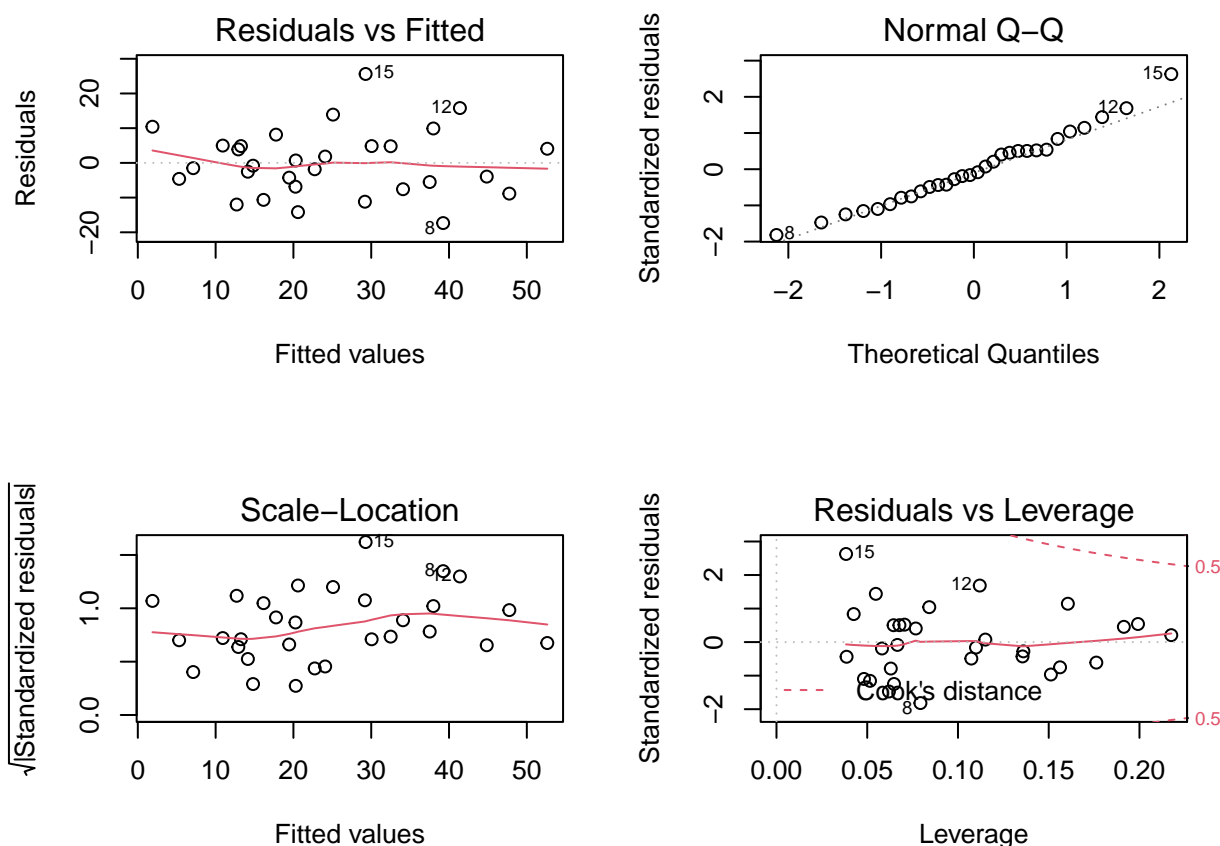 Residuals vs Fitted
Residuals
20
0
−20
15
12
8
0 10 20 30 40 50
Fitted values
Normal Q−Q
Standardized residuals
2
0
−2
15
12
8
−2 −1 0 1 2
Theoretical Quantiles
Scale−Location
√|Standardized residuals|
1.0
0.0
15
8
12
0 10 20 30 40 50
Fitted values
Residuals vs Leverage
Standardized residuals
2
0
−2
15
12
8
Cook's distance
0.5
0.5
0.00 0.05 0.10 0.15 0.20
Leverage